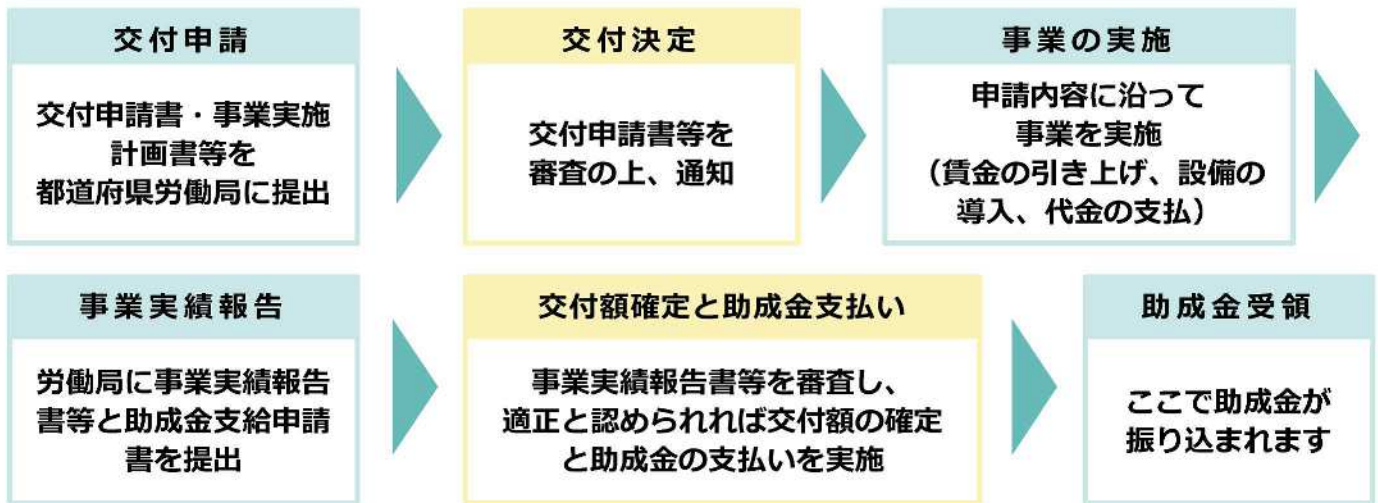 交付申請
交付申請書・事業実施
計画書等を
都道府県労働局に提出
交付決定
交付申請書等を
審査の上、通知
事業の実施
申請内容に沿って
事業を実施
（賃金の引き上げ、設備の
導入、代金の支払）
事業実績報告
労働局に事業実績報告
書等と助成金支給申請
書を提出
交付額確定と助成金支払い
事業実績報告書等を審査し、
適正と認められれば交付額の確定
と助成金の支払いを実施
助成金受領
ここで助成金が
振り込まれます